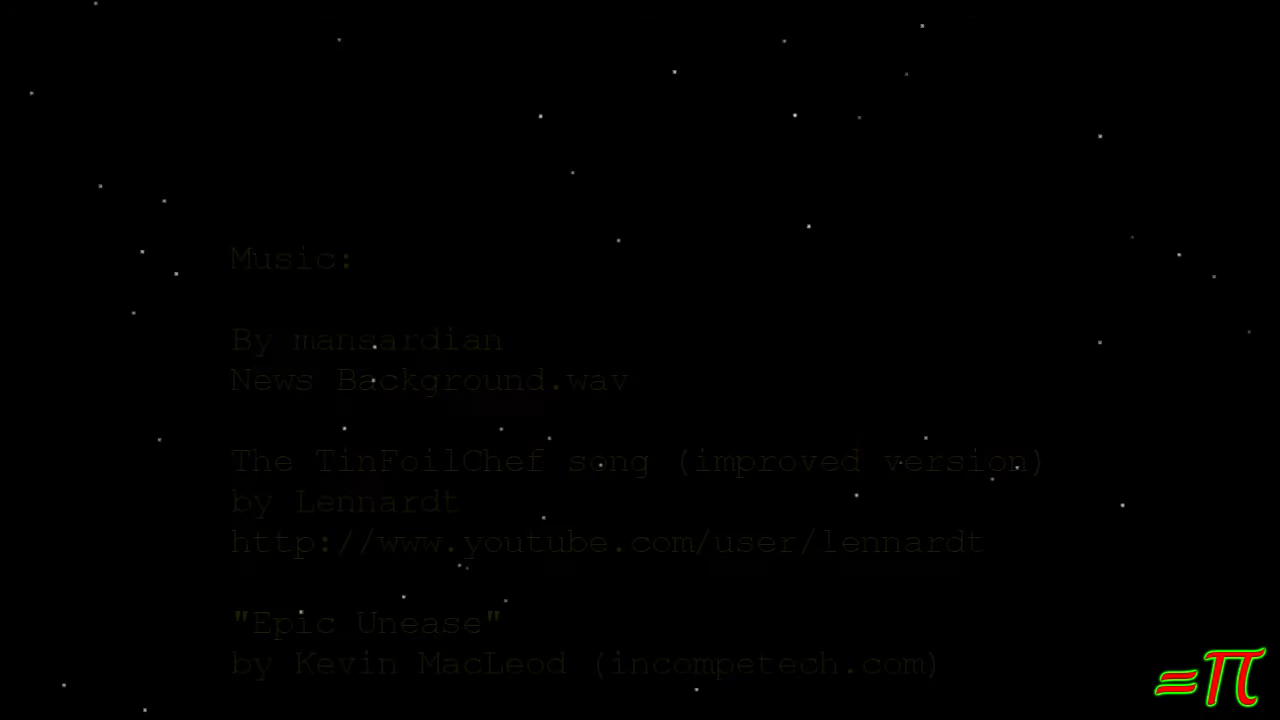 Music:
By mansardian
News Background.wav
The TinFoilChef song (improved version)
by Lennardt
http://www.youtube.com/user/lennardt
"Epic Unease"
by Kevin MacLeod (incompetech.com)
=π